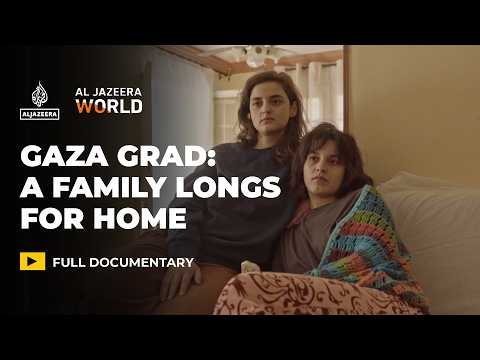 ALJAZEERA
AL JAZEERA
WORLD
GAZA GRAD:
A FAMILY LONGS
FOR HOME
FULL DOCUMENTARY